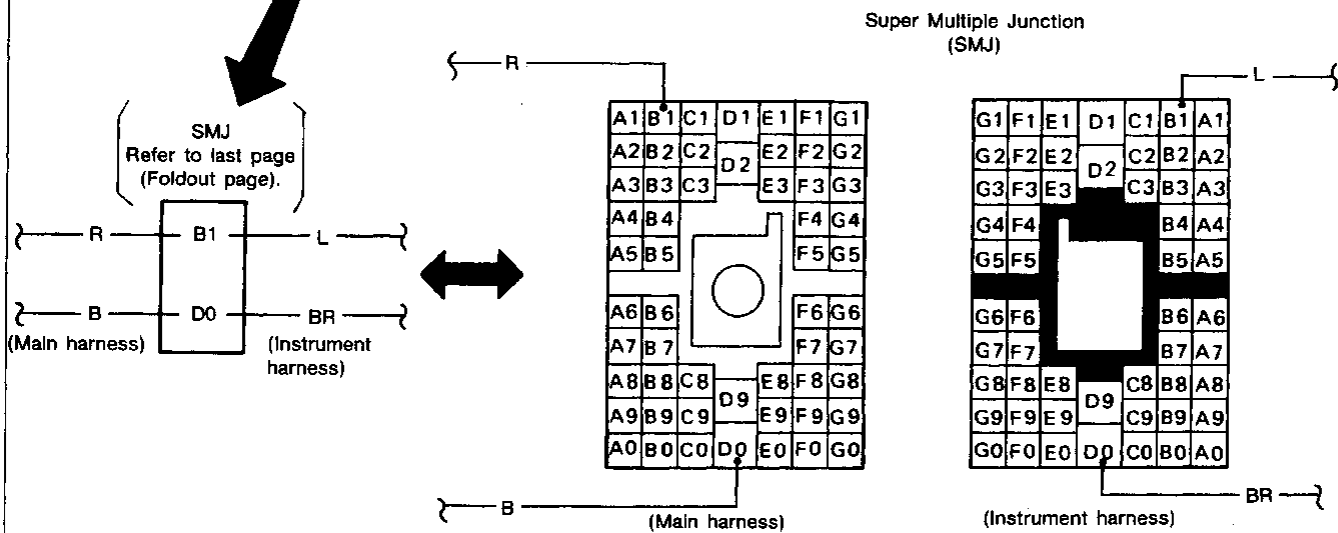 Super Multiple Junction
(SMJ)
SMJ
Refer to last page
(Foldout page).
R B1 L
B D0 BR
(Main harness)
(Instrument
harness)
R
A1 B1 C1 D1 E1 F1 G1
A2 B2 C2 D2 E2 F2 G2
A3 B3 C3 E3 F3 G3
A4 B4 F4 G4
A5 B5 F5 G5
A6 B6 F6 G6
A7 B7 F7 G7
A8 B8 C8 D9 E8 F8 G8
A9 B9 C9 E9 F9 G9
A0 B0 C0 D0 E0 F0 G0
B
(Main harness)
L
G1 F1 E1 D1 C1 B1 A1
G2 F2 E2 D2 C2 B2 A2
G3 F3 E3 C3 B3 A3
G4 F4 B4 A4
G5 F5 B5 A5
G6 F6 B6 A6
G7 F7 B7 A7
G8 F8 E8 D9 C8 B8 A8
G9 F9 E9 C9 B9 A9
G0 F0 E0 D0 C0 B0 A0
BR
(Instrument harness)